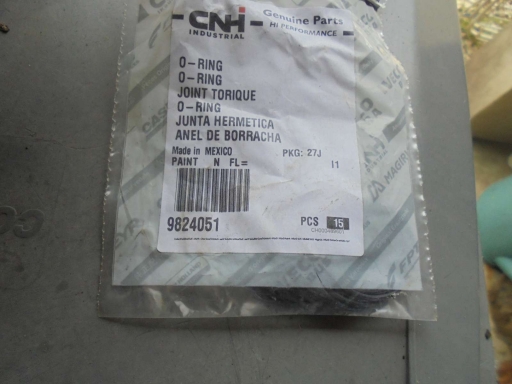 CNH
INDUSTRIAL
Genuine Parts
HI PERFORMANCE
O-RING
O-RING
JOINT TORIQUE
O-RING
JUNTA HERMETICA
ANEL DE BORRACHA
Made in MEXICO PKG: 27J
PAINT N FL= I1
9824051 PCS 15